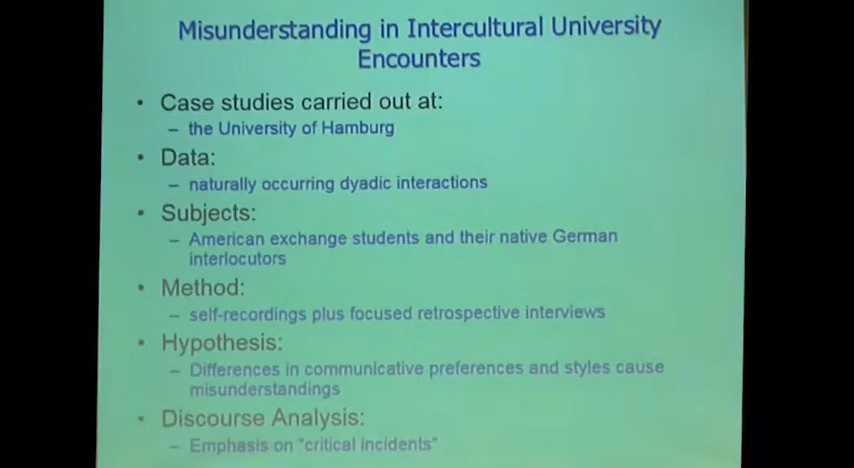 Misunderstanding in Intercultural University
Encounters
• Case studies carried out at:
– the University of Hamburg
• Data:
– naturally occurring dyadic interactions
• Subjects:
– American exchange students and their native German
interlocutors
• Method:
– self-recordings plus focused retrospective interviews
• Hypothesis:
– Differences in communicative preferences and styles cause
misunderstandings
• Discourse Analysis:
– Emphasis on "critical incidents"